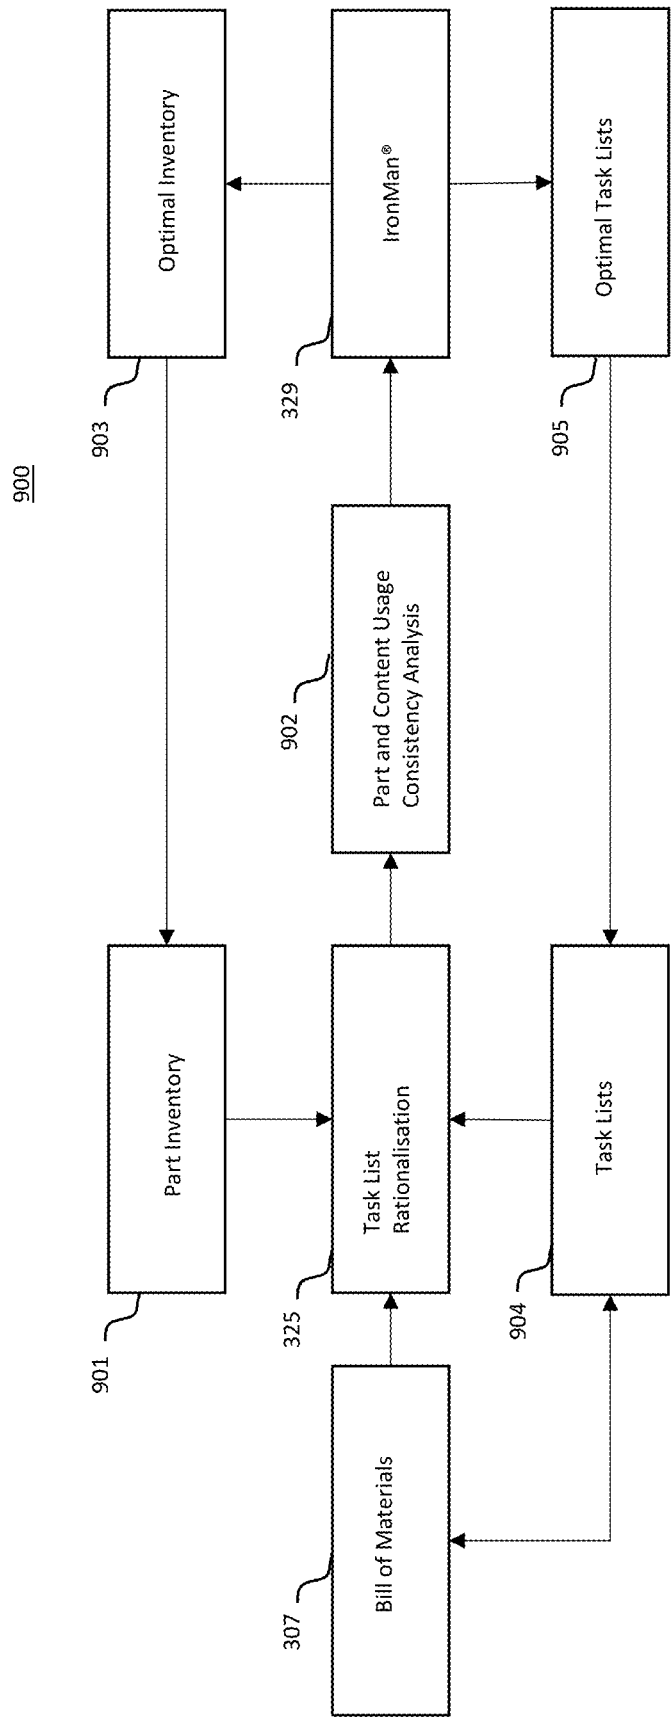 900
901
Part Inventory
903
Optimal Inventory
307
Bill of Materials
325
Task List
Rationalisation
902
Part and Content Usage
Consistency Analysis
329
IronMan®
904
Task Lists
905
Optimal Task Lists